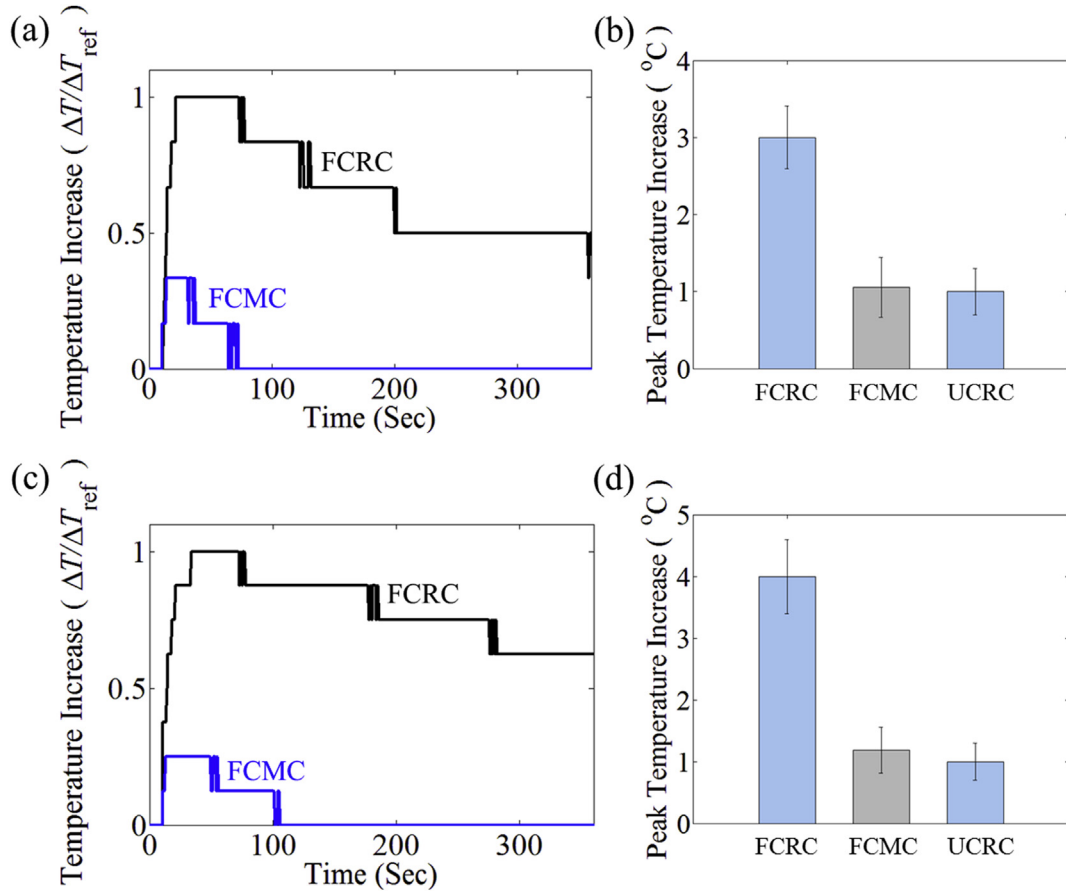 (a)
Temperature Increase ( ΔT/ΔT_ref )
1
0.5
0
FCRC
FCMC
0 100 200 300
Time (Sec)
(b)
Peak Temperature Increase ( °C )
4
3
2
1
0
FCRC FCMC UCRC
(c)
Temperature Increase ( ΔT/ΔT_ref )
1
0.5
0
FCRC
FCMC
0 100 200 300
Time (Sec)
(d)
Peak Temperature Increase ( °C )
5
4
3
2
1
0
FCRC FCMC UCRC